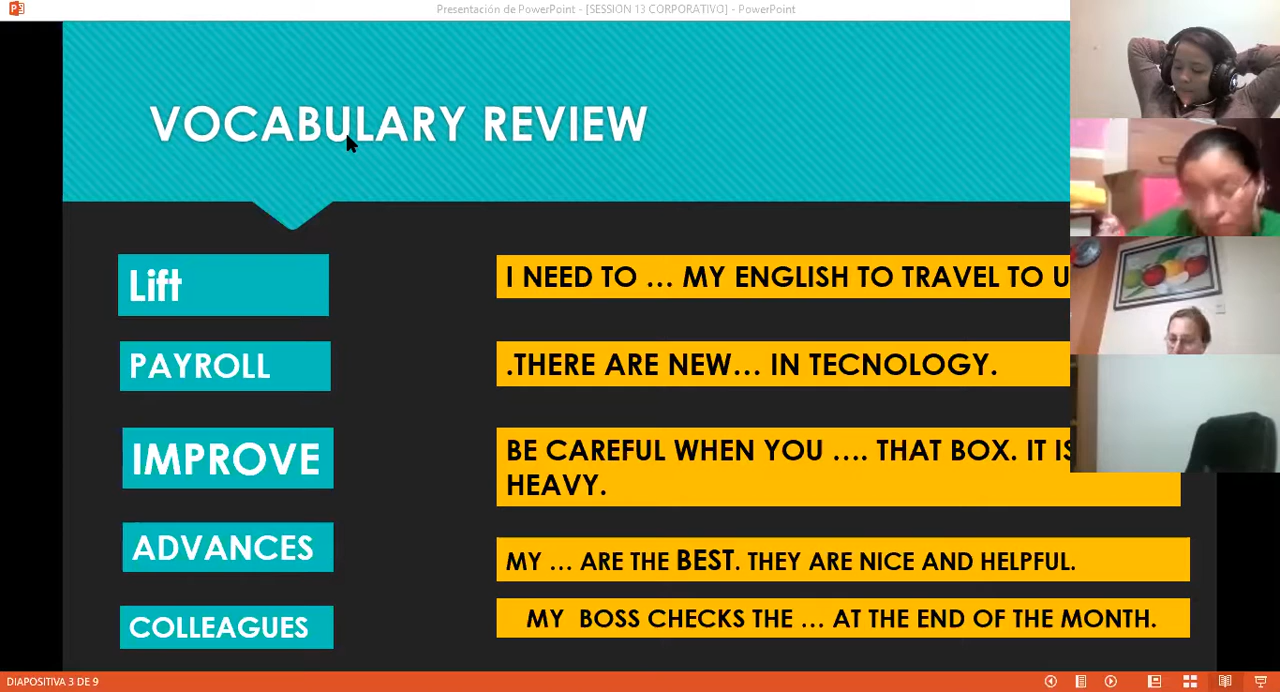 Presentación de PowerPoint - [SESSION 13 CORPORATIVO] - PowerPoint
VOCABULARY REVIEW
Lift
I NEED TO … MY ENGLISH TO TRAVEL TO U
PAYROLL
.THERE ARE NEW… IN TECNOLOGY.
IMPROVE
BE CAREFUL WHEN YOU …. THAT BOX. IT IS
HEAVY.
ADVANCES
MY … ARE THE BEST. THEY ARE NICE AND HELPFUL.
COLLEAGUES
MY BOSS CHECKS THE … AT THE END OF THE MONTH.
DIAPOSITIVA 3 DE 9